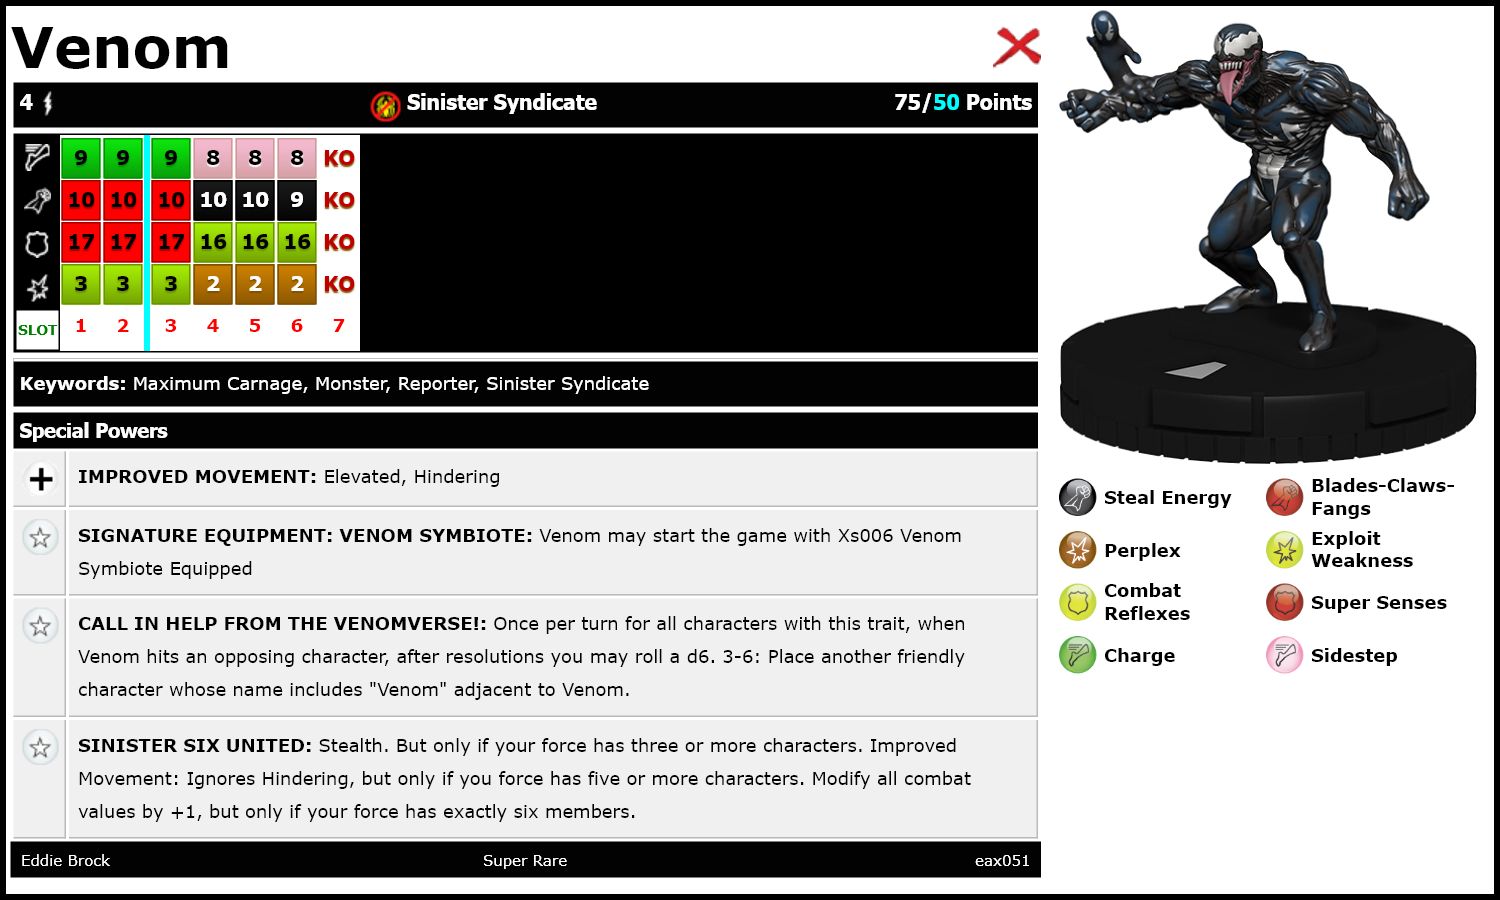 Venom
4 Sinister Syndicate 75/50 Points
9 9 9 8 8 8 KO
10 10 10 10 10 9 KO
17 17 17 16 16 16 KO
3 3 3 2 2 2 KO
SLOT 1 2 3 4 5 6 7
Keywords: Maximum Carnage, Monster, Reporter, Sinister Syndicate
Special Powers
IMPROVED MOVEMENT: Elevated, Hindering
SIGNATURE EQUIPMENT: VENOM SYMBIOTE: Venom may start the game with Xs006 Venom
Symbiote Equipped
CALL IN HELP FROM THE VENOMVERSE!: Once per turn for all characters with this trait, when
Venom hits an opposing character, after resolutions you may roll a d6. 3-6: Place another friendly
character whose name includes "Venom" adjacent to Venom.
SINISTER SIX UNITED: Stealth. But only if your force has three or more characters. Improved
Movement: Ignores Hindering, but only if you force has five or more characters. Modify all combat
values by +1, but only if your force has exactly six members.
Eddie Brock Super Rare eax051
Steal Energy
Blades-Claws-
Fangs
Perplex
Exploit
Weakness
Combat
Reflexes
Super Senses
Charge
Sidestep